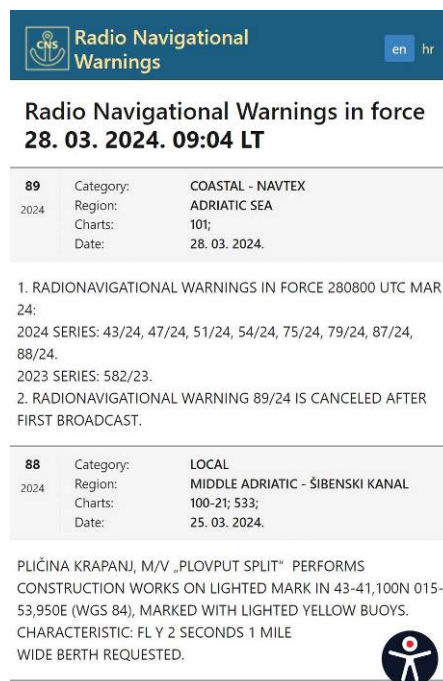 CNS
Radio Navigational
Warnings
en hr
Radio Navigational Warnings in force
28. 03. 2024. 09:04 LT
89
2024
Category: COASTAL - NAVTEX
Region: ADRIATIC SEA
Charts: 101;
Date: 28. 03. 2024.
1. RADIONAVIGATIONAL WARNINGS IN FORCE 280800 UTC MAR
24:
2024 SERIES: 43/24, 47/24, 51/24, 54/24, 75/24, 79/24, 87/24,
88/24.
2023 SERIES: 582/23.
2. RADIONAVIGATIONAL WARNING 89/24 IS CANCELED AFTER
FIRST BROADCAST.
88
2024
Category: LOCAL
Region: MIDDLE ADRIATIC - ŠIBENSKI KANAL
Charts: 100-21; 533;
Date: 25. 03. 2024.
PLIČINA KRAPANJ, M/V „PLOVPUT SPLIT“ PERFORMS
CONSTRUCTION WORKS ON LIGHTED MARK IN 43-41,100N 015-
53,950E (WGS 84), MARKED WITH LIGHTED YELLOW BUOYS.
CHARACTERISTIC: FL Y 2 SECONDS 1 MILE
WIDE BERTH REQUESTED.